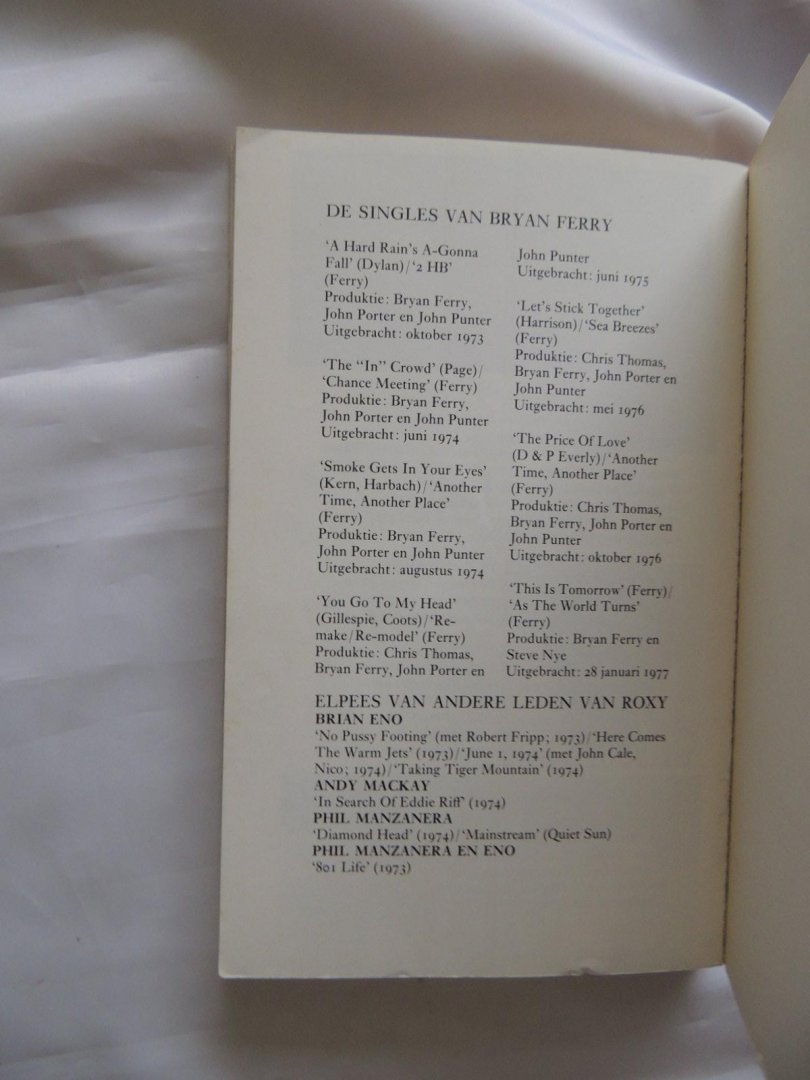 DE SINGLES VAN BRYAN FERRY
‘A Hard Rain's A-Gonna
Fall’ (Dylan)/‘2 HB’
(Ferry)
Produktie: Bryan Ferry,
John Porter en John Punter
Uitgebracht: oktober 1973
‘The “In” Crowd’ (Page)/
‘Chance Meeting’ (Ferry)
Produktie: Bryan Ferry,
John Porter en John Punter
Uitgebracht: juni 1974
‘Smoke Gets In Your Eyes’
(Kern, Harbach)/‘Another
Time, Another Place’
(Ferry)
Produktie: Bryan Ferry,
John Porter en John Punter
Uitgebracht: augustus 1974
‘You Go To My Head’
(Gillespie, Coots)/‘Re-
make/Re-model’ (Ferry)
Produktie: Chris Thomas,
Bryan Ferry, John Porter en
John Punter
Uitgebracht: juni 1975
‘Let's Stick Together’
(Harrison)/‘Sea Breezes’
(Ferry)
Produktie: Chris Thomas,
Bryan Ferry, John Porter en
John Punter
Uitgebracht: mei 1976
‘The Price Of Love’
(D & P Everly)/‘Another
Time, Another Place’
(Ferry)
Produktie: Chris Thomas,
Bryan Ferry, John Porter en
John Punter
Uitgebracht: oktober 1976
‘This Is Tomorrow’ (Ferry)/
‘As The World Turns’
(Ferry)
Produktie: Bryan Ferry en
Steve Nye
Uitgebracht: 28 januari 1977
ELPEES VAN ANDERE LEDEN VAN ROXY
BRIAN ENO
‘No Pussy Footing’ (met Robert Fripp; 1973)/‘Here Comes
The Warm Jets’ (1973)/‘June 1, 1974’ (met John Cale,
Nico; 1974)/‘Taking Tiger Mountain’ (1974)
ANDY MACKAY
‘In Search Of Eddie Riff’ (1974)
PHIL MANZANERA
‘Diamond Head’ (1974)/‘Mainstream’ (Quiet Sun)
PHIL MANZANERA EN ENO
‘801 Life’ (1973)